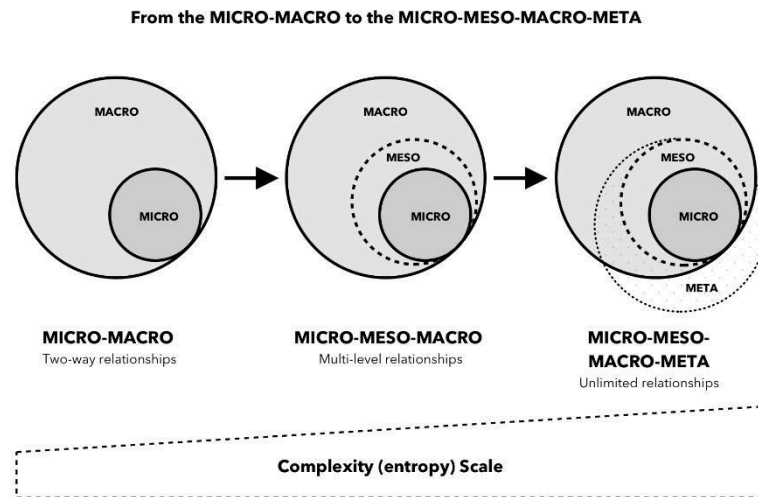 From the MICRO-MACRO to the MICRO-MESO-MACRO-META
MACRO
MICRO
MACRO
MESO
MICRO
MACRO
MESO
MICRO
META
MICRO-MACRO
Two-way relationships
MICRO-MESO-MACRO
Multi-level relationships
MICRO-MESO-
MACRO-META
Unlimited relationships
Complexity (entropy) Scale